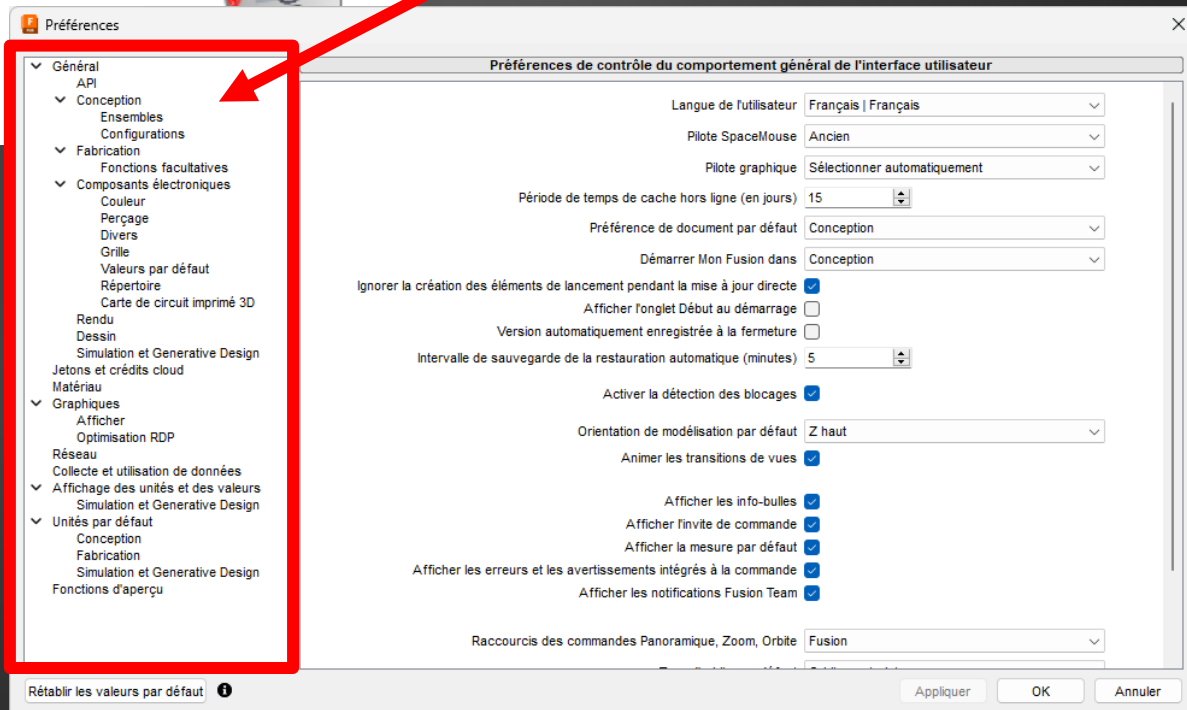 Préférences
Général
API
Conception
Ensembles
Configurations
Fabrication
Fonctions facultatives
Composants électroniques
Couleur
Perçage
Divers
Grille
Valeurs par défaut
Répertoire
Carte de circuit imprimé 3D
Rendu
Dessin
Simulation et Generative Design
Jetons et crédits cloud
Matériau
Graphiques
Afficher
Optimisation RDP
Réseau
Collecte et utilisation de données
Affichage des unités et des valeurs
Simulation et Generative Design
Unités par défaut
Conception
Fabrication
Simulation et Generative Design
Fonctions d'aperçu
Préférences de contrôle du comportement général de l'interface utilisateur
Langue de l'utilisateur Français | Français
Pilote SpaceMouse Ancien
Pilote graphique Sélectionner automatiquement
Période de temps de cache hors ligne (en jours) 15
Préférence de document par défaut Conception
Démarrer Mon Fusion dans Conception
Ignorer la création des éléments de lancement pendant la mise à jour directe
Afficher l'onglet Début au démarrage
Version automatiquement enregistrée à la fermeture
Intervalle de sauvegarde de la restauration automatique (minutes) 5
Activer la détection des blocages
Orientation de modélisation par défaut Z haut
Animer les transitions de vues
Afficher les info-bulles
Afficher l'invite de commande
Afficher la mesure par défaut
Afficher les erreurs et les avertissements intégrés à la commande
Afficher les notifications Fusion Team
Raccourcis des commandes Panoramique, Zoom, Orbite Fusion
Rétablir les valeurs par défaut
Appliquer OK Annuler